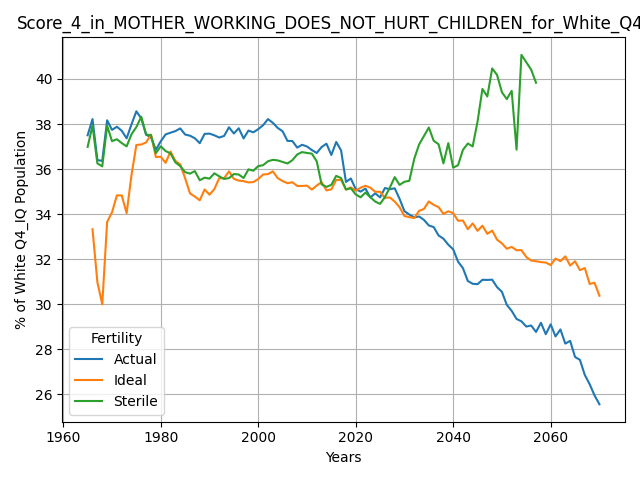 Score_4_in_MOTHER_WORKING_DOES_NOT_HURT_CHILDREN_for_White_Q4
% of White Q4_IQ Population
40
38
36
34
32
30
28
26
Fertility
Actual
Ideal
Sterile
1960
1980
2000
2020
2040
2060
Years